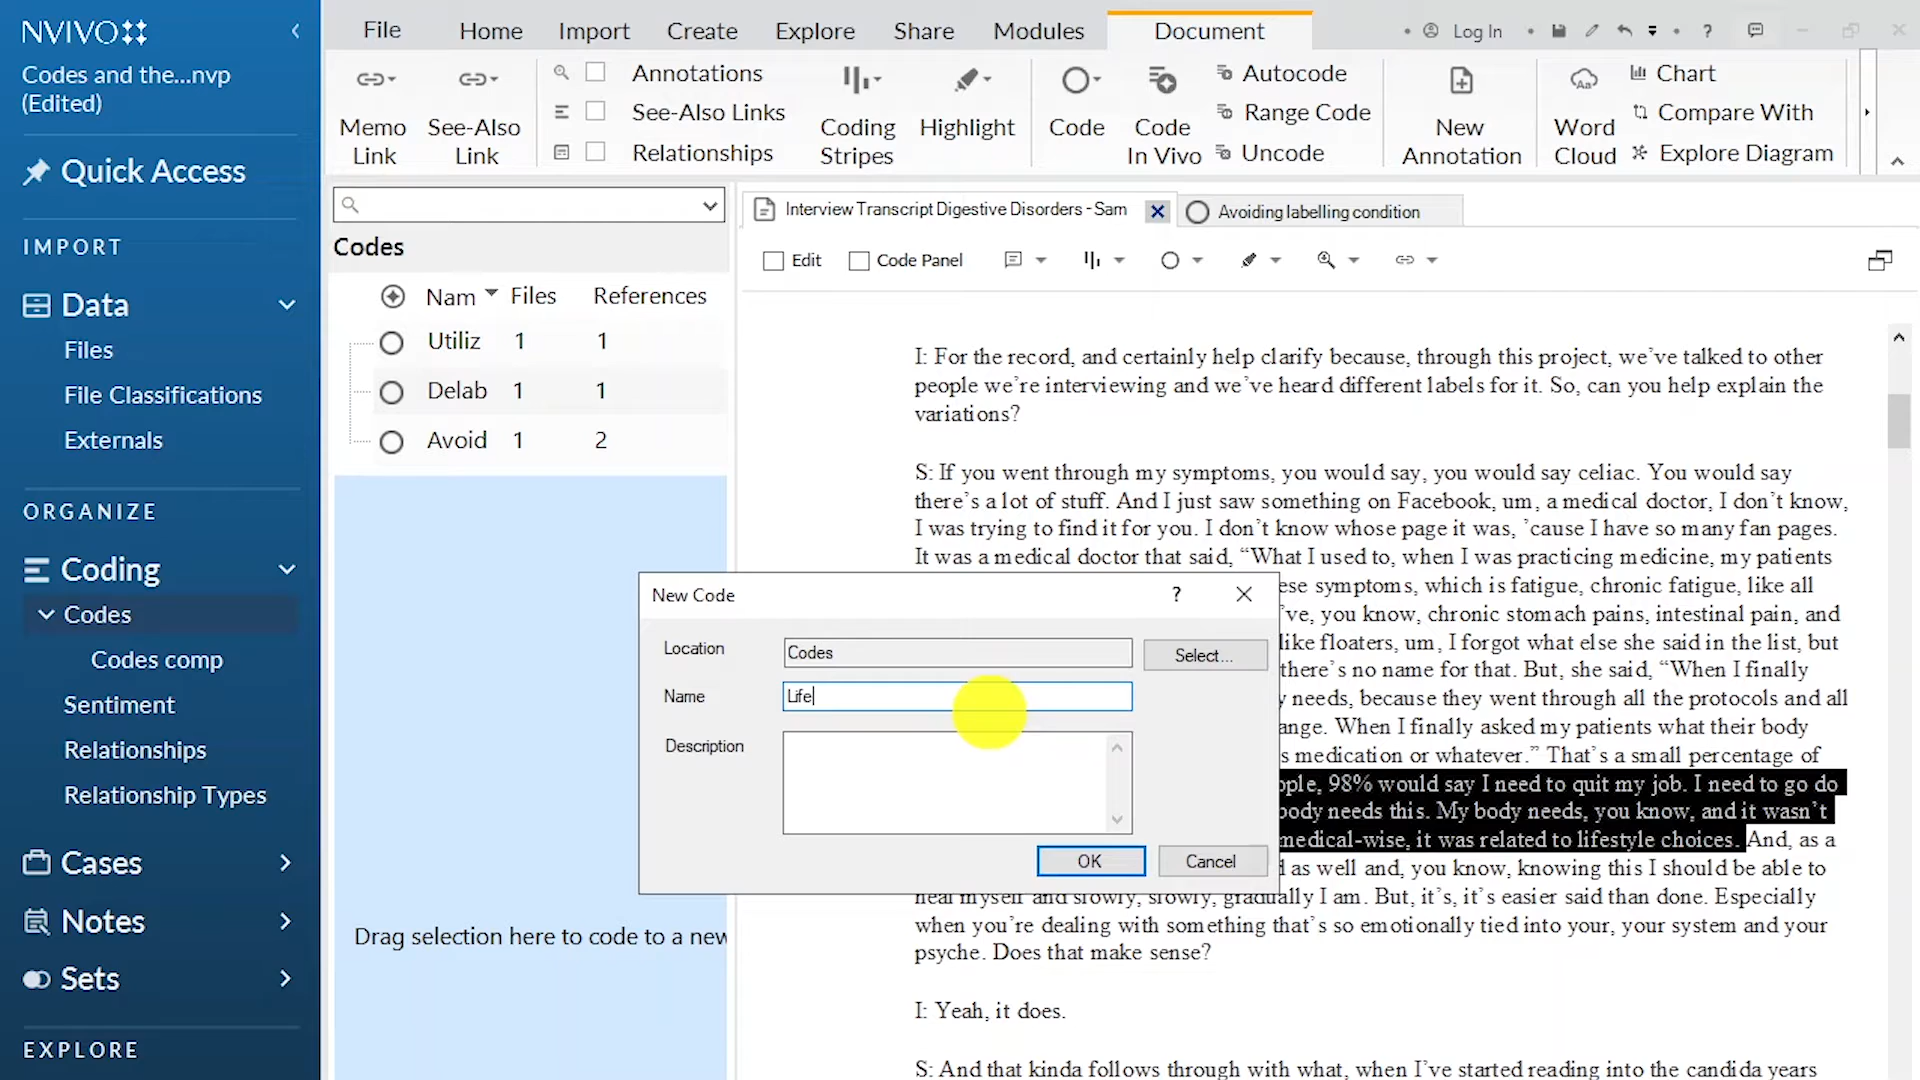 NVIVO
Codes and the...nvp
(Edited)
Quick Access
IMPORT
Data
Files
File Classifications
Externals
ORGANIZE
Coding
Codes
Codes comp
Sentiment
Relationships
Relationship Types
Cases
Notes
Sets
EXPLORE
File Home Import Create Explore Share Modules Document Log In ?
Memo Link
See-Also Link
Annotations
See-Also Links
Relationships
Coding Stripes
Highlight
Code
Code In Vivo
Autocode
Range Code
Uncode
New Annotation
Word Cloud
Chart
Compare With
Explore Diagram
Codes
Nam Files References
Utiliz 1 1
Delab 1 1
Avoid 1 2
Drag selection here to code to a new
Interview Transcript Digestive Disorders - Sam
Avoiding labelling condition
Edit Code Panel
I: For the record, and certainly help clarify because, through this project, we've talked to other
people we're interviewing and we've heard different labels for it. So, can you help explain the
variations?
S: If you went through my symptoms, you would say, you would say celiac. You would say
there's a lot of stuff. And I just saw something on Facebook, um, a medical doctor, I don't know,
I was trying to find it for you. I don't know whose page it was, 'cause I have so many fan pages.
It was a medical doctor that said, “What I used to, when I was practicing medicine, my patients
ese symptoms, which is fatigue, chronic fatigue, like all
've, you know, chronic stomach pains, intestinal pain, and
like floaters, um, I forgot what else she said in the list, but
there's no name for that. But, she said, “When I finally
needs, because they went through all the protocols and all
ange. When I finally asked my patients what their body
s medication or whatever.” That's a small percentage of
ople, 98% would say I need to quit my job. I need to go do
body needs this. My body needs, you know, and it wasn't
medical-wise, it was related to lifestyle choices. And, as a
as well and, you know, knowing this I should be able to
heal myself and slowly, slowly, gradually I am. But, it's, it's easier said than done. Especially
when you're dealing with something that's so emotionally tied into your, your system and your
psyche. Does that make sense?
I: Yeah, it does.
S: And that kinda follows through with what, when I've started reading into the candida years
New Code ?
Location Codes Select...
Name Life
Description
OK Cancel